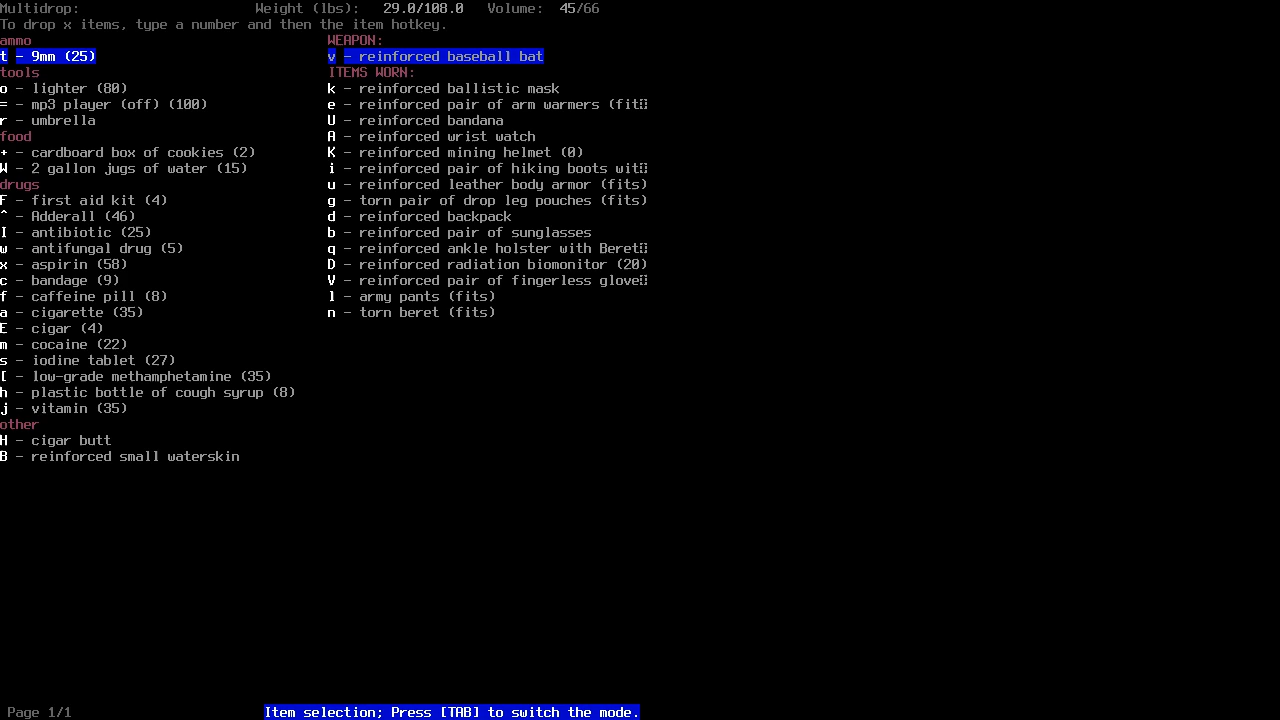 Multidrop: Weight (lbs): 29.0/108.0 Volume: 45/66
To drop x items, type a number and then the item hotkey.
ammo
t - 9mm (25)
tools
o - lighter (80)
= - mp3 player (off) (100)
r - umbrella
food
+ - cardboard box of cookies (2)
W - 2 gallon jugs of water (15)
drugs
F - first aid kit (4)
^ - Adderall (46)
I - antibiotic (25)
w - antifungal drug (5)
x - aspirin (58)
c - bandage (9)
f - caffeine pill (8)
a - cigarette (35)
E - cigar (4)
m - cocaine (22)
s - iodine tablet (27)
[ - low-grade methamphetamine (35)
h - plastic bottle of cough syrup (8)
j - vitamin (35)
other
H - cigar butt
B - reinforced small waterskin
WEAPON:
v - reinforced baseball bat
ITEMS WORN:
k - reinforced ballistic mask
e - reinforced pair of arm warmers (fit
U - reinforced bandana
A - reinforced wrist watch
K - reinforced mining helmet (0)
i - reinforced pair of hiking boots wit
u - reinforced leather body armor (fits)
g - torn pair of drop leg pouches (fits)
d - reinforced backpack
b - reinforced pair of sunglasses
q - reinforced ankle holster with Beret
D - reinforced radiation biomonitor (20)
V - reinforced pair of fingerless glove
l - army pants (fits)
n - torn beret (fits)
Page 1/1 Item selection; Press [TAB] to switch the mode.